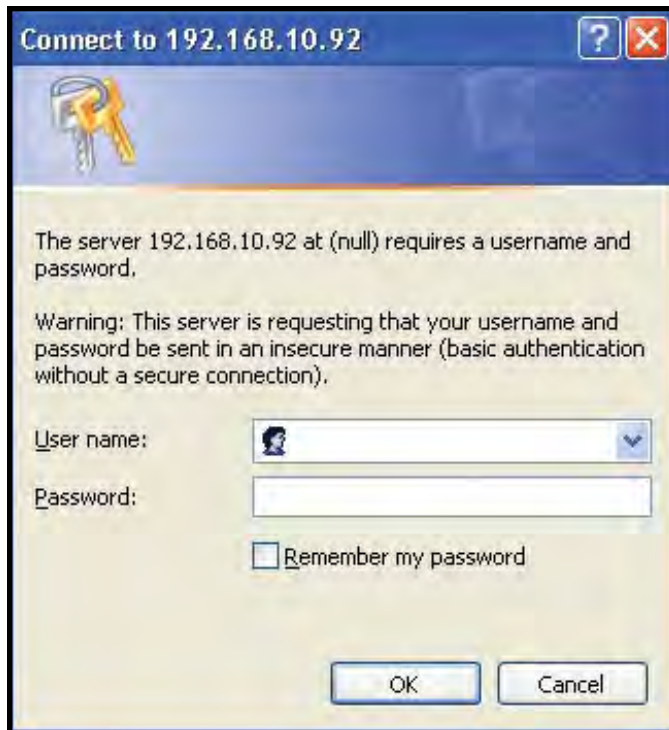 Connect to 192.168.10.92
The server 192.168.10.92 at (null) requires a username and
password.
Warning: This server is requesting that your username and
password be sent in an insecure manner (basic authentication
without a secure connection).
User name:
Password:
Remember my password
OK Cancel